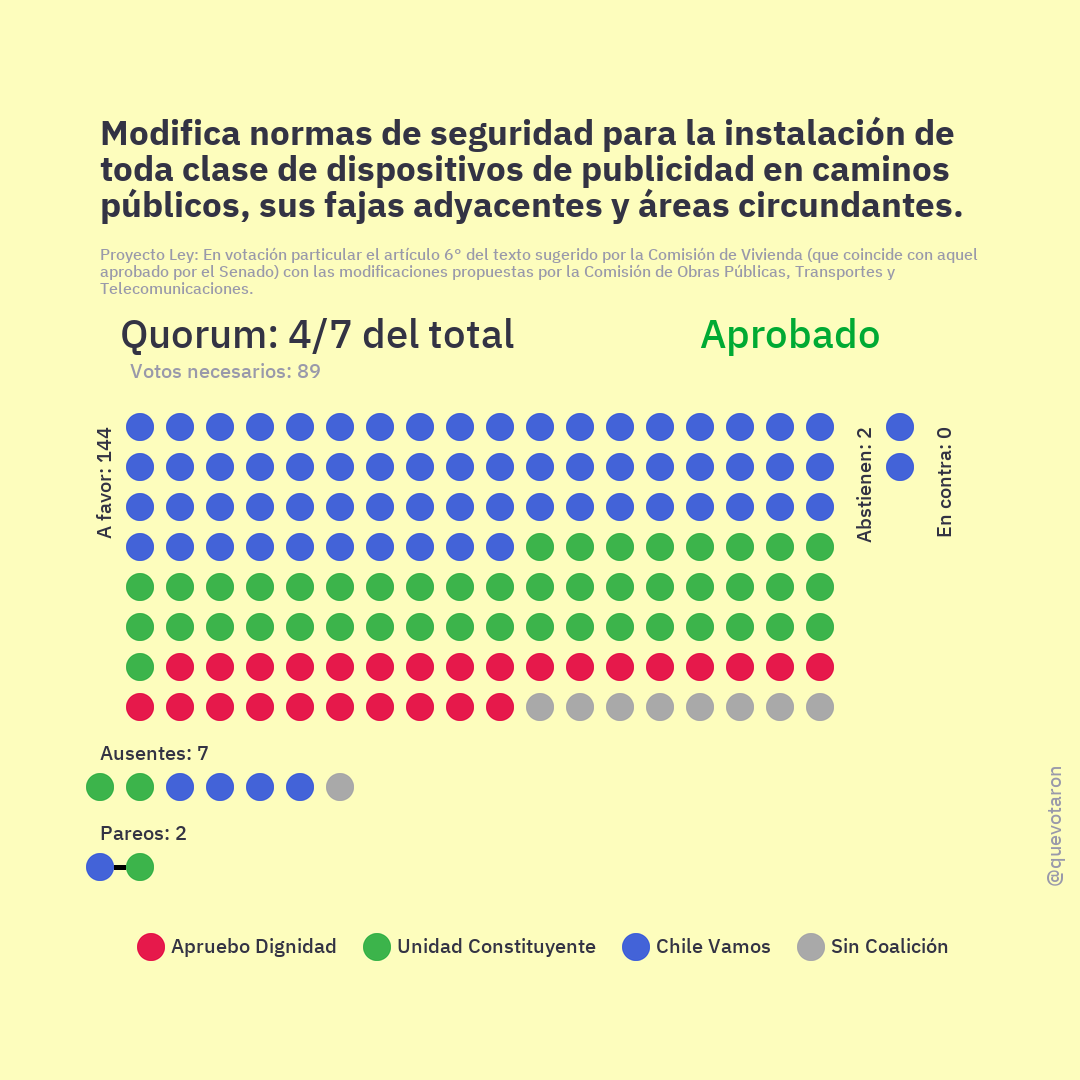 Modifica normas de seguridad para la instalación de
toda clase de dispositivos de publicidad en caminos
públicos, sus fajas adyacentes y áreas circundantes.
Proyecto Ley: En votación particular el artículo 6° del texto sugerido por la Comisión de Vivienda (que coincide con aquel
aprobado por el Senado) con las modificaciones propuestas por la Comisión de Obras Públicas, Transportes y
Telecomunicaciones.
Quorum: 4/7 del total
Aprobado
Votos necesarios: 89
A favor: 144
Abstienen: 2
En contra: 0
Ausentes: 7
Pareos: 2
@quevotaron
Apruebo Dignidad
Unidad Constituyente
Chile Vamos
Sin Coalición